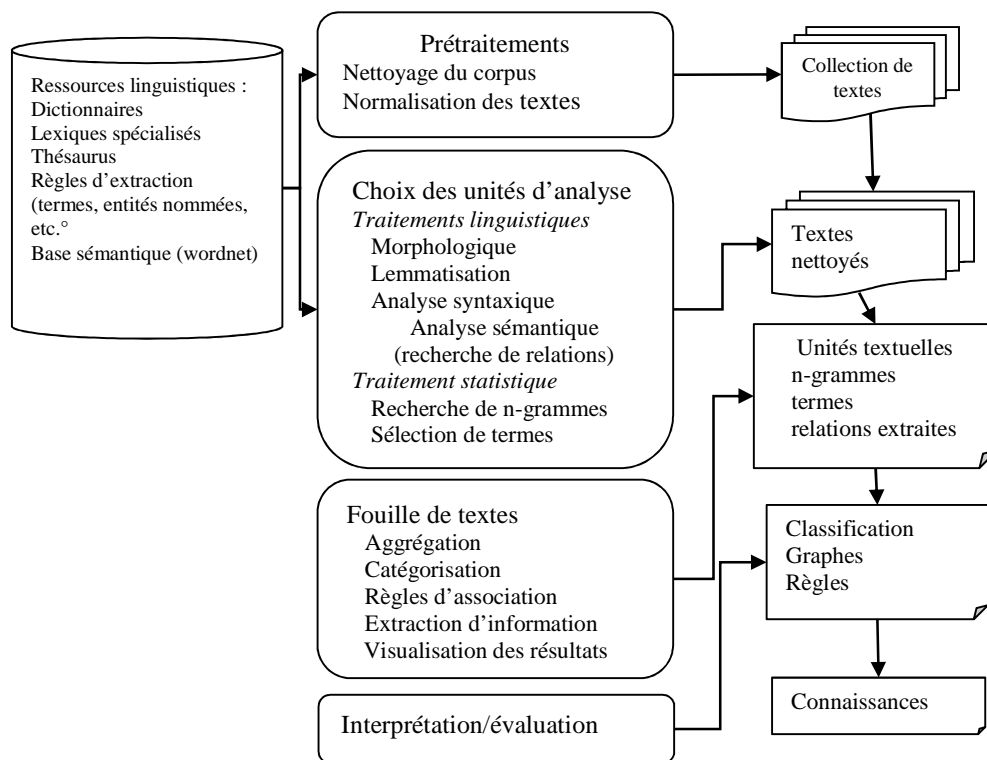 Ressources linguistiques :
Dictionnaires
Lexiques spécialisés
Thésaurus
Règles d’extraction
(termes, entités nommées,
etc.°
Base sémantique (wordnet)
Prétraitements
Nettoyage du corpus
Normalisation des textes
Collection de
textes
Choix des unités d’analyse
Traitements linguistiques
Morphologique
Lemmatisation
Analyse syntaxique
Analyse sémantique
(recherche de relations)
Traitement statistique
Recherche de n-grammes
Sélection de termes
Textes
nettoyés
Unités textuelles
n-grammes
termes
relations extraites
Fouille de textes
Aggrégation
Catégorisation
Règles d’association
Extraction d’information
Visualisation des résultats
Classification
Graphes
Règles
Interprétation/évaluation
Connaissances